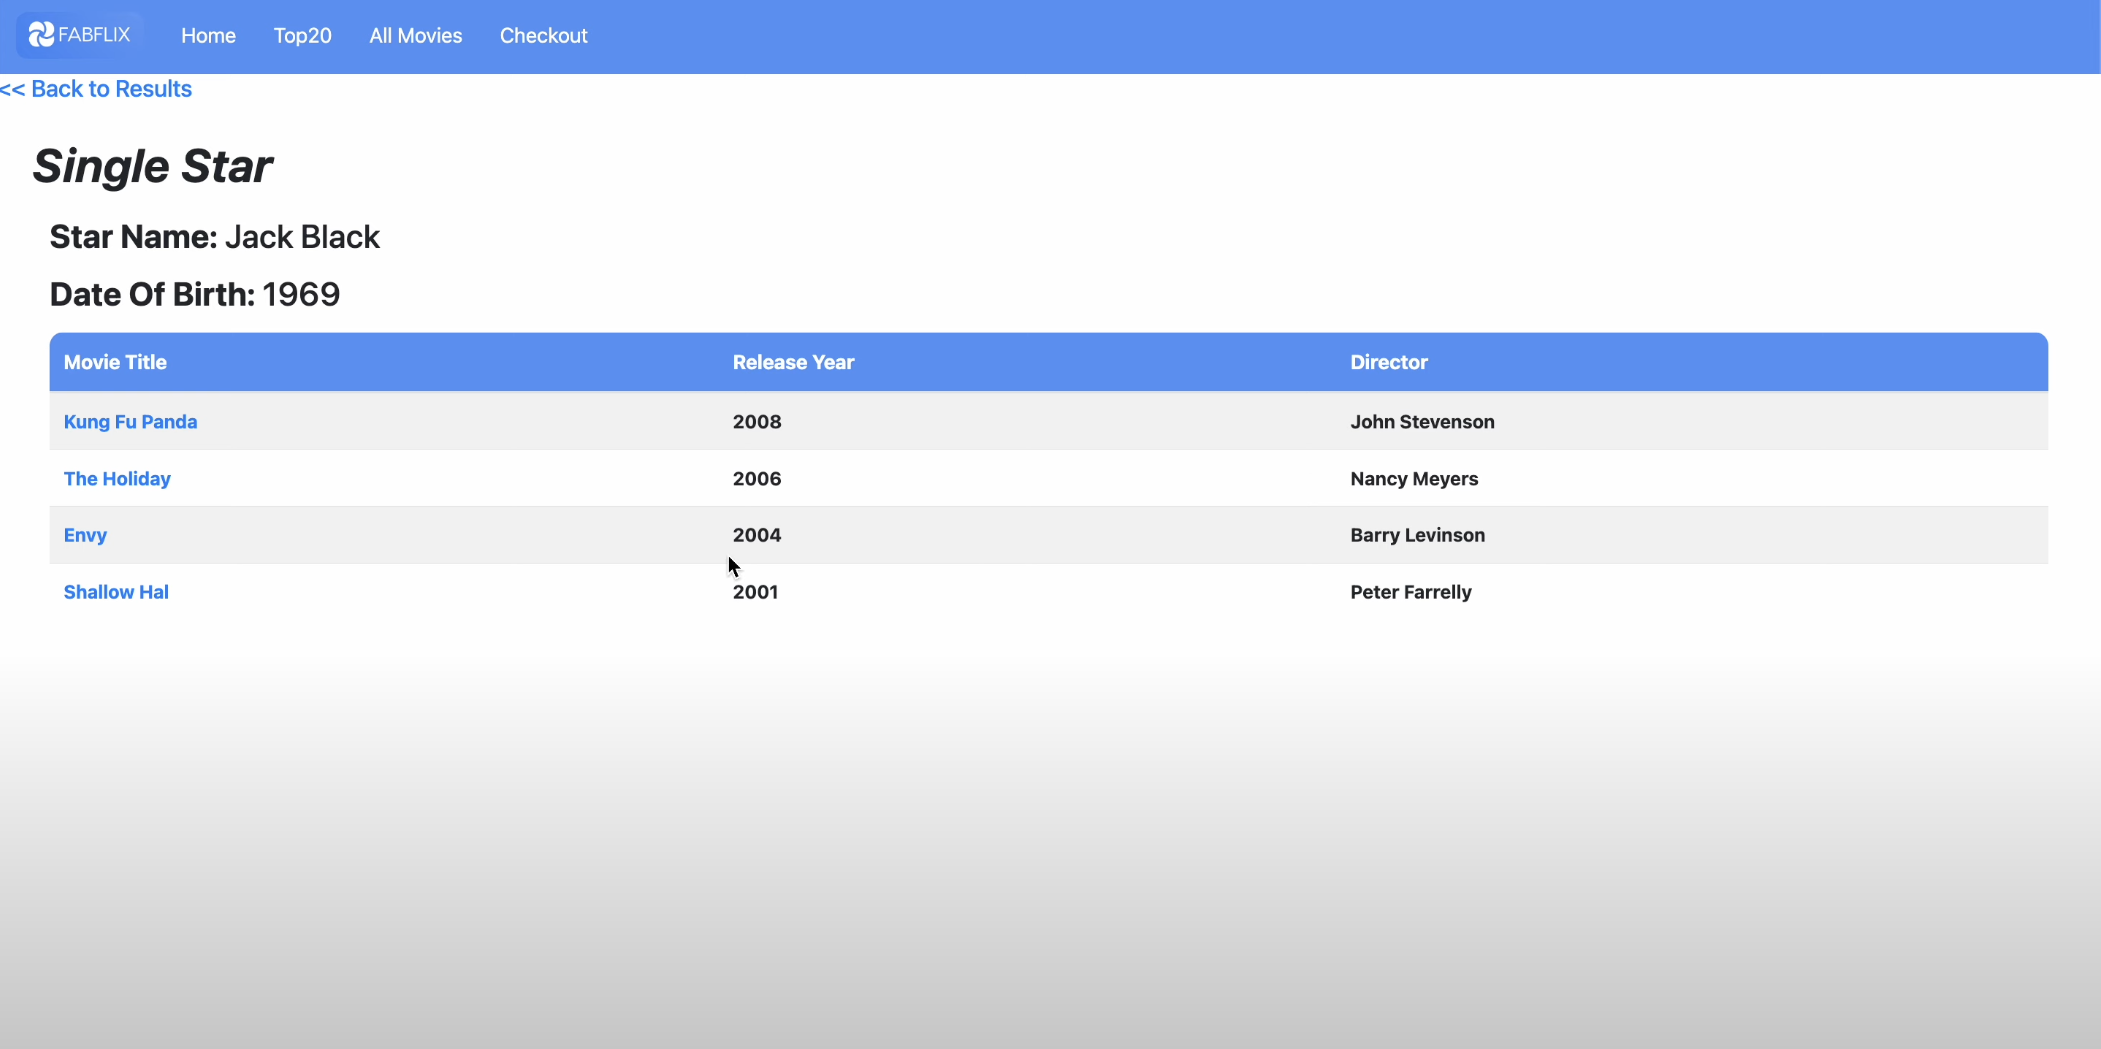 FABFLIX Home Top20 All Movies Checkout
<< Back to Results
Single Star
Star Name: Jack Black
Date Of Birth: 1969
Movie Title Release Year Director
Kung Fu Panda 2008 John Stevenson
The Holiday 2006 Nancy Meyers
Envy 2004 Barry Levinson
Shallow Hal 2001 Peter Farrelly